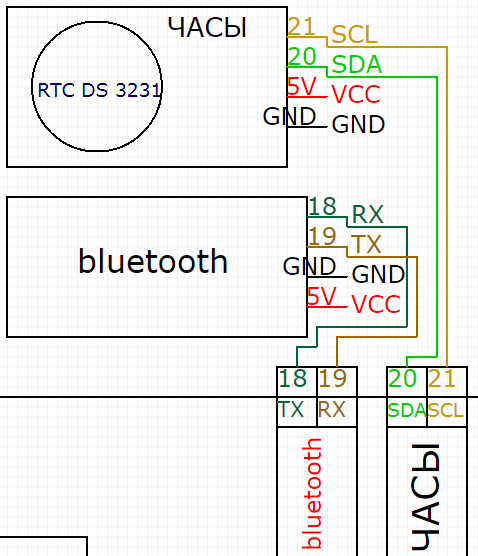 ЧАСЫ
RTC DS 3231
21 SCL
20 SDA
5V VCC
GND GND
bluetooth
18 RX
19 TX
GND GND
5V VCC
18 19 20 21
TX RX SDA SCL
bluetooth
ЧАСЫ